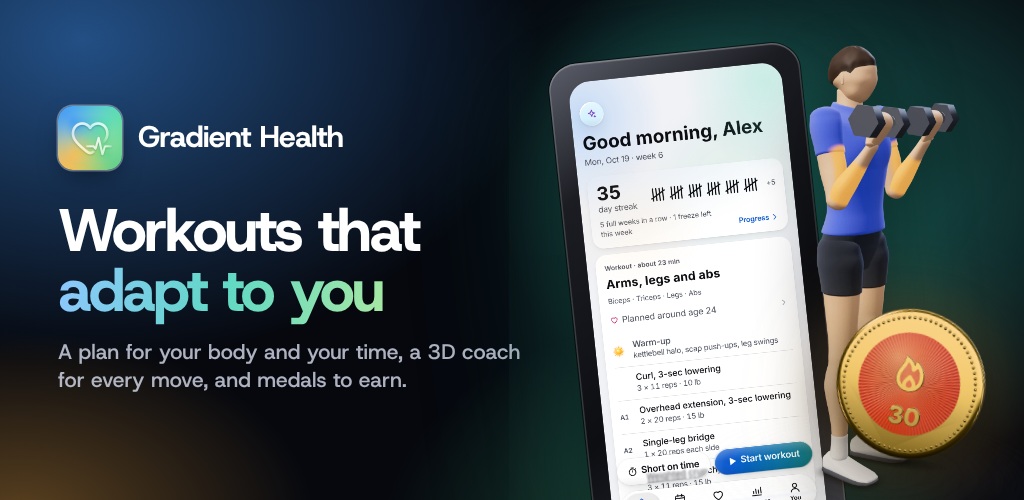 Gradient Health
Workouts that
adapt to you
A plan for your body and your time, a 3D coach
for every move, and medals to earn.
Good morning, Alex
Mon, Oct 19 · week 6
35
day streak
+5
5 full weeks in a row · 1 freeze left
this week
Progress
Workout · about 23 min
Arms, legs and abs
Biceps · Triceps · Legs · Abs
Planned around age 24
Warm-up
kettlebell halo, scap push-ups, leg swings
Curl, 3-sec lowering
3 × 11 reps · 10 lb
A1
Overhead extension, 3-sec lowering
2 × 20 reps · 15 lb
A2
Single-leg bridge
1 × 20 reps each side
Short on time
Start workout
3 × 11 reps · 15 lb
You
30